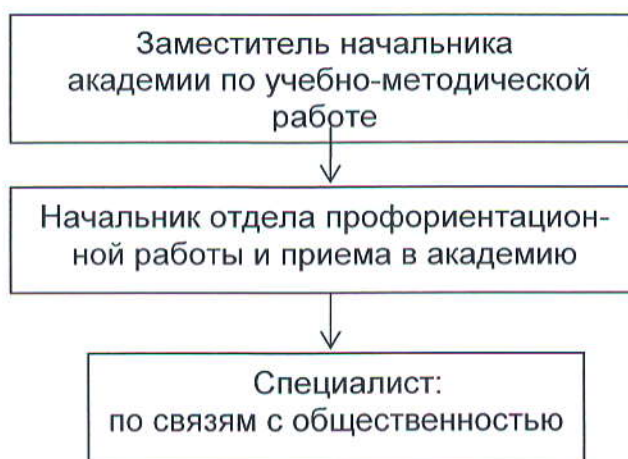 Заместитель начальника
академии по учебно-методической
работе
Начальник отдела профориентацион-
ной работы и приема в академию
Специалист:
по связям с общественностью